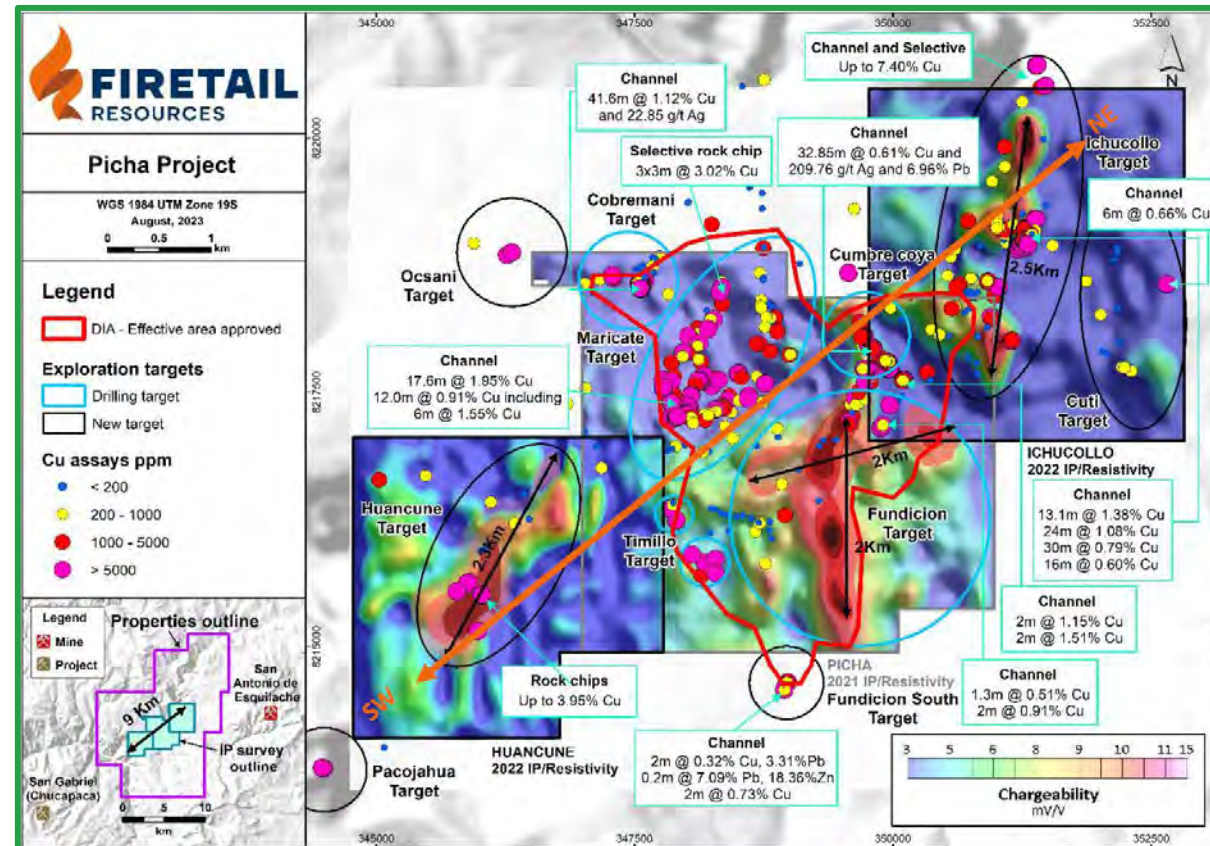 FIRETAIL
RESOURCES
Picha Project
WGS 1984 UTM Zone 19S
August, 2023
0 0.5 1
km
Legend
DIA - Effective area approved
Exploration targets
Drilling target
New target
Cu assays ppm
< 200
200 - 1000
1000 - 5000
> 5000
Legend
Mine
Project
Properties outline
San
Antonio de
Esquilache
9 Km
IP survey
outline
San Gabriel
(Chucapaca)
0 5 10
km
345000
347500
350000
352500
8220000
8217500
8215000
N
Channel and Selective
Up to 7.40% Cu
Channel
41.6m @ 1.12% Cu
and 22.85 g/t Ag
Selective rock chip
3x3m @ 3.02% Cu
Channel
32.85m @ 0.61% Cu and
209.76 g/t Ag and 6.96% Pb
NE
Ichucollo
Target
Channel
6m @ 0.66% Cu
Cobremani
Target
Ocsani
Target
Cumbre coya
Target
2.5Km
Maricate
Target
Channel
17.6m @ 1.95% Cu
12.0m @ 0.91% Cu including
6m @ 1.55% Cu
Cuti
Target
ICHUCOLLO
2022 IP/Resistivity
2Km
Huancune
Target
2.3Km
Timillo
Target
Fundicion
Target
2Km
Channel
13.1m @ 1.38% Cu
24m @ 1.08% Cu
30m @ 0.79% Cu
16m @ 0.60% Cu
Channel
2m @ 1.15% Cu
2m @ 1.51% Cu
SW
Rock chips
Up to 3.95% Cu
PICHA
2021 IP/Resistivity
Fundicion South
Target
Channel
1.3m @ 0.51% Cu
2m @ 0.91% Cu
HUANCUNE
2022 IP/Resistivity
Pacojahua
Target
Channel
2m @ 0.32% Cu, 3.31%Pb
0.2m @ 7.09% Pb, 18.36%Zn
2m @ 0.73% Cu
3 5 6 8 9 10 11 15
Chargeability
mV/V
345000
347500
350000
352500